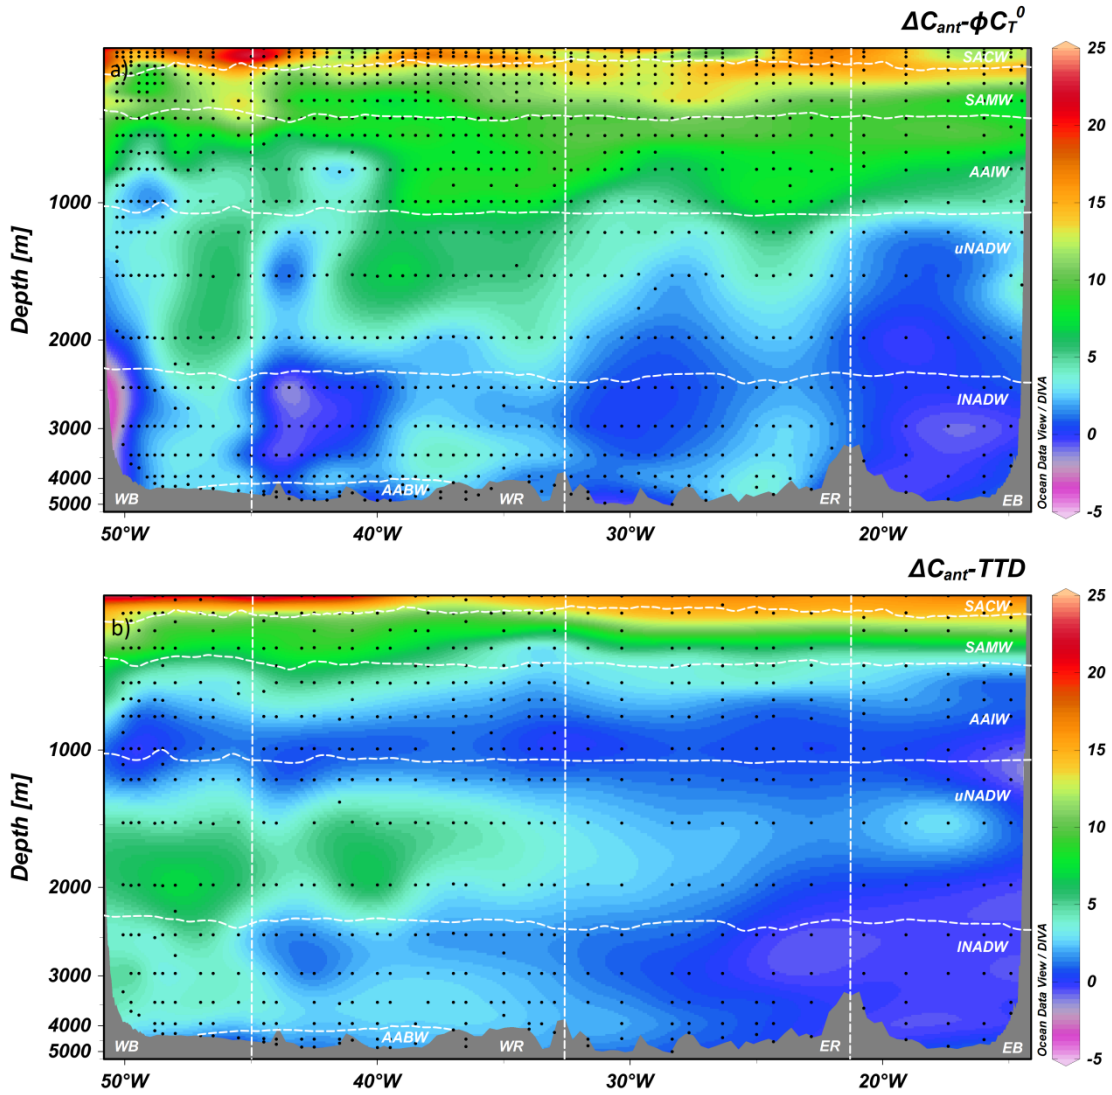 ΔCant-ϕCT0
a)
SACW
SAMW
AAIW
uNADW
lNADW
AABW
WB
WR
ER
EB
Depth [m]
1000
2000
3000
4000
5000
50°W
40°W
30°W
20°W
25
20
15
10
5
0
-5
Ocean Data View / DIVA
ΔCant-TTD
b)
SACW
SAMW
AAIW
uNADW
lNADW
AABW
WB
WR
ER
EB
Depth [m]
1000
2000
3000
4000
5000
50°W
40°W
30°W
20°W
25
20
15
10
5
0
-5
Ocean Data View / DIVA